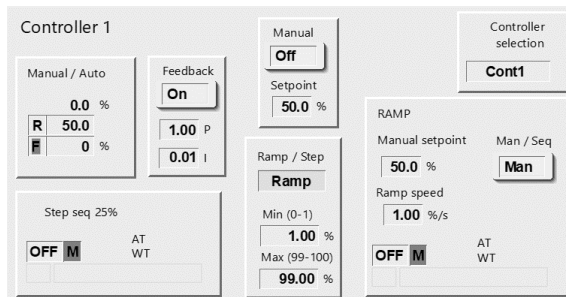 Controller 1
Manual / Auto
0.0 %
R 50.0
F 0 %
Feedback
On
1.00 P
0.01 I
Manual
Off
Setpoint
50.0 %
Controller
selection
Cont1
Step seq 25%
OFF M
AT
WT
Ramp / Step
Ramp
Min (0-1)
1.00 %
Max (99-100)
99.00 %
RAMP
Manual setpoint
50.0 %
Man / Seq
Man
Ramp speed
1.00 %/s
OFF M
AT
WT